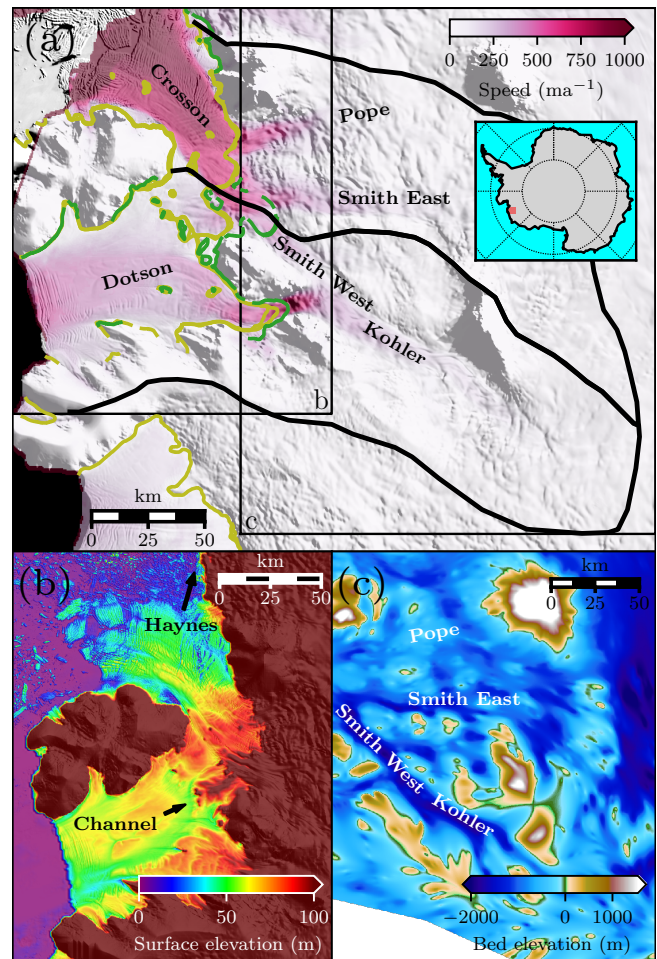 (a)
0 250 500 750 1000
Speed (ma⁻¹)
Crosson
Pope
Smith East
Dotson
Smith West
Kohler
b
km
0 25 50
c
(b)
km
0 25 50
Haynes
Channel
0 50 100
Surface elevation (m)
(c)
km
0 25 50
Pope
Smith East
Smith West
Kohler
−2000 0 1000
Bed elevation (m)